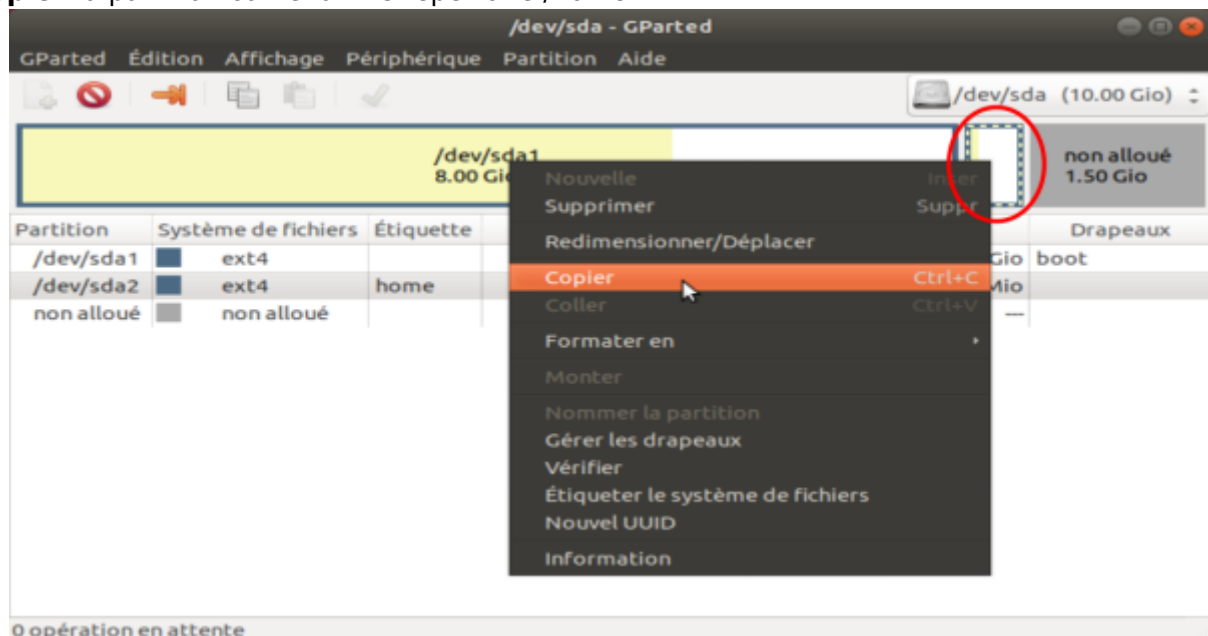 /dev/sda - GParted
GParted Édition Affichage Périphérique Partition Aide
/dev/sda (10.00 Gio)
/dev/sda1
8.00
non alloué
1.50 Gio
Nouvelle Inser
Supprimer Suppr
Redimensionner/Déplacer
Copier Ctrl+C
Coller Ctrl+V
Formater en
Monter
Nommer la partition
Gérer les drapeaux
Vérifier
Étiqueter le système de fichiers
Nouvel UUID
Information
Partition Système de fichiers Étiquette Drapeaux
/dev/sda1 ext4 Gio boot
/dev/sda2 ext4 home Mio
non alloué non alloué ---
0 opération en attente